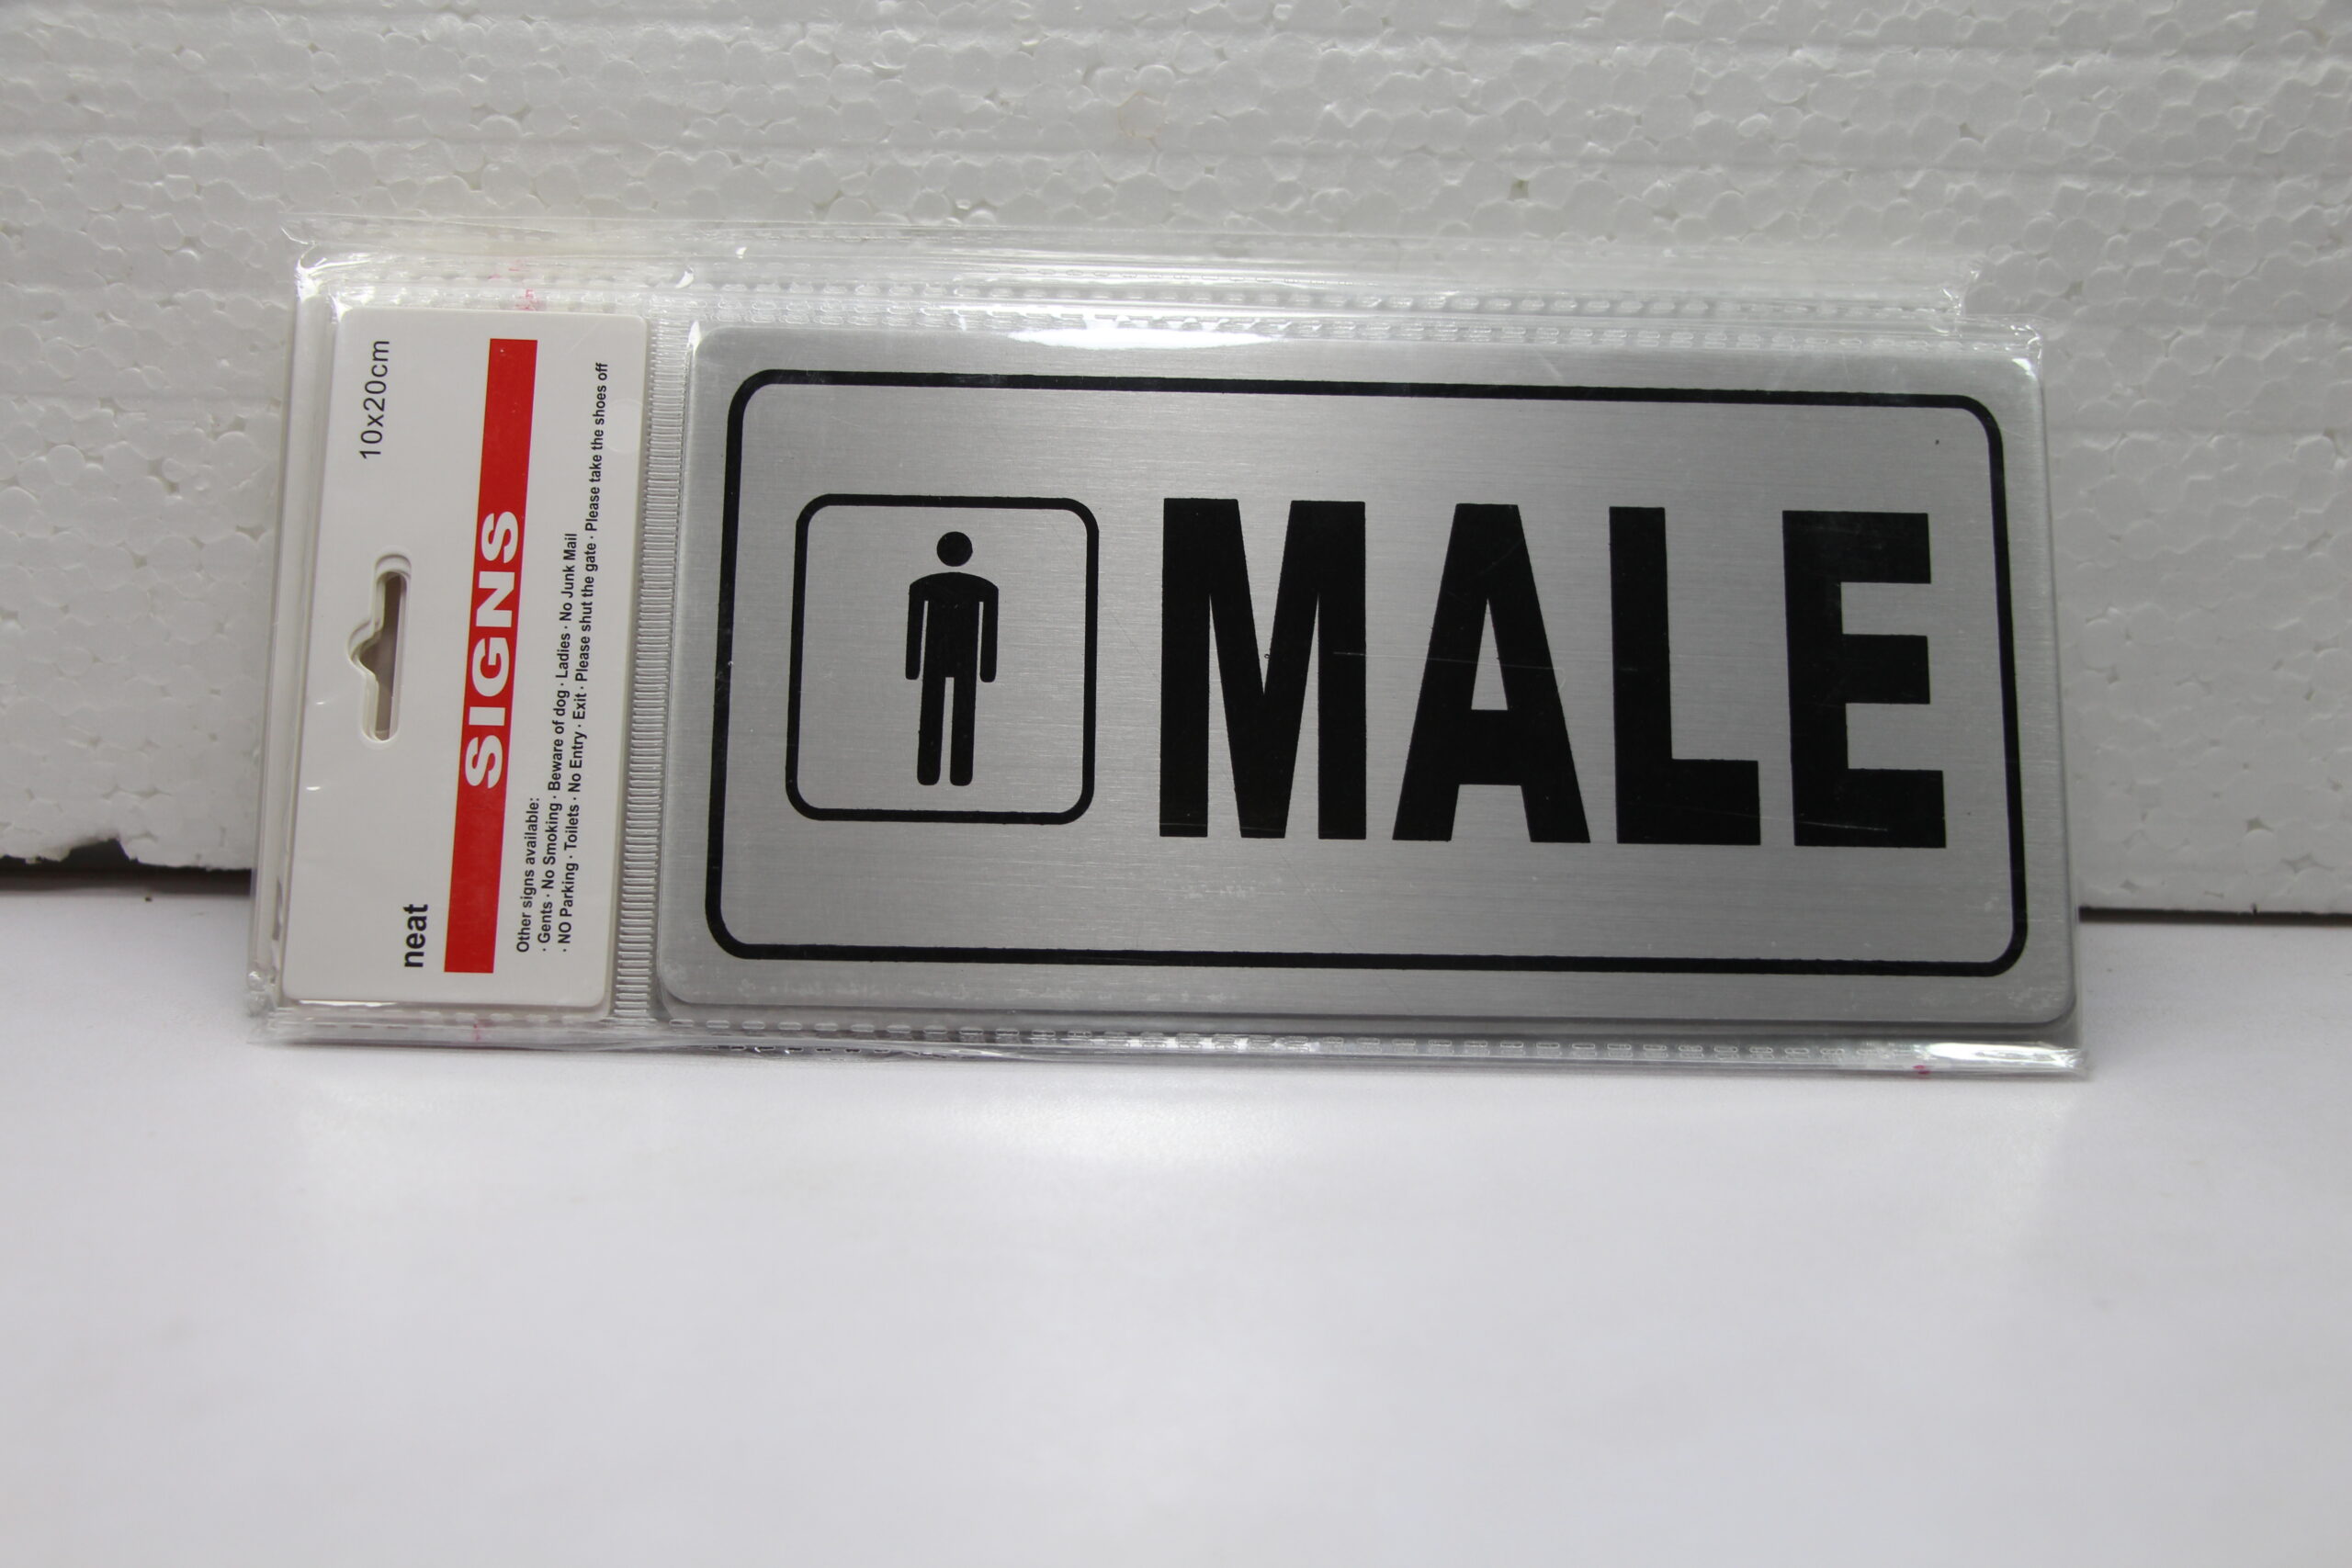 10x20cm
neat
SIGNS
Other signs available:
· Gents · No Smoking · Beware of dog · Ladies · No Junk Mail
· NO Parking · Toilets · No Entry · Exit · Please shut the gate · Please take the shoes off
MALE